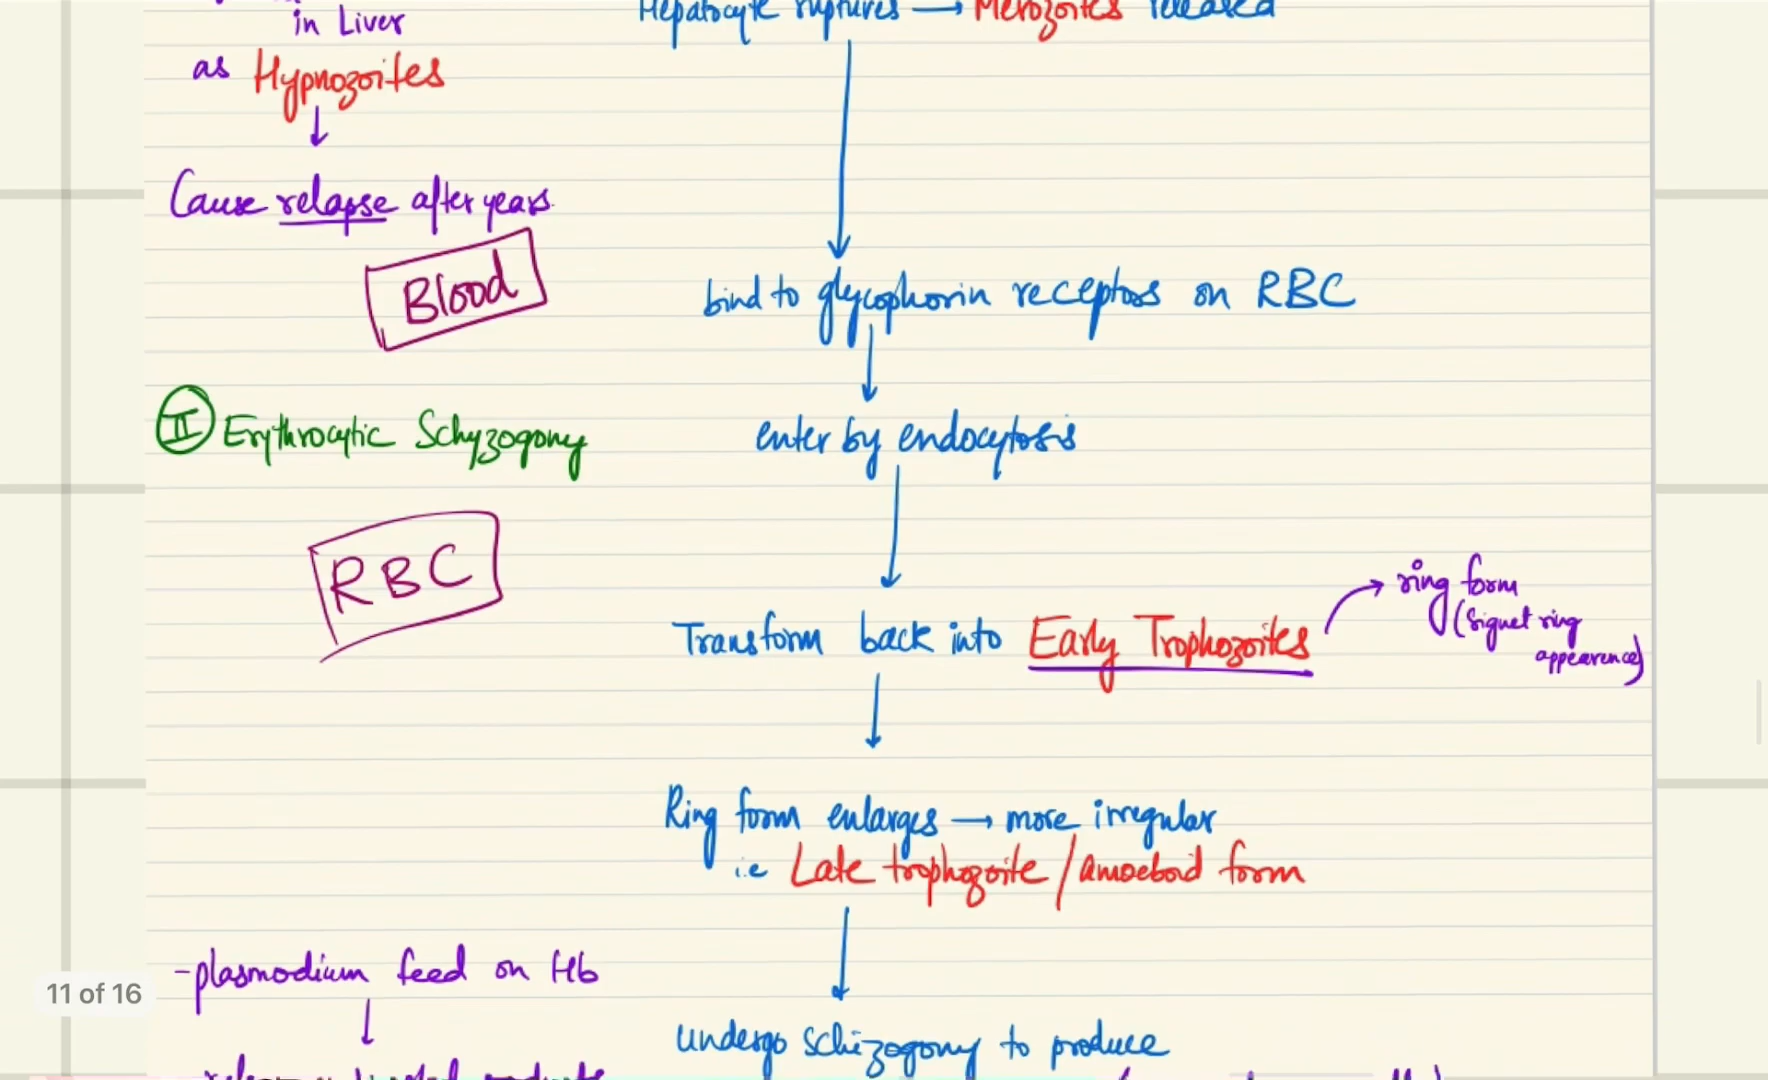 in Liver
as Hypnozoites
↓
Cause relapse after years.
Blood
II Erythrocytic Schyzogony
RBC
-plasmodium feed on Hb
↓
11 of 16
Hepatocyte ruptures → Merozoites released
↓
bind to glycophorin receptors on RBC
↓
enter by endocytosis
↓
Transform back into Early Trophozoites → ring form
(Signet ring
appearence)
↓
Ring form enlarges → more irregular
i.e Late trophozoite / amoeboid form
↓
undergo schizogony to produce